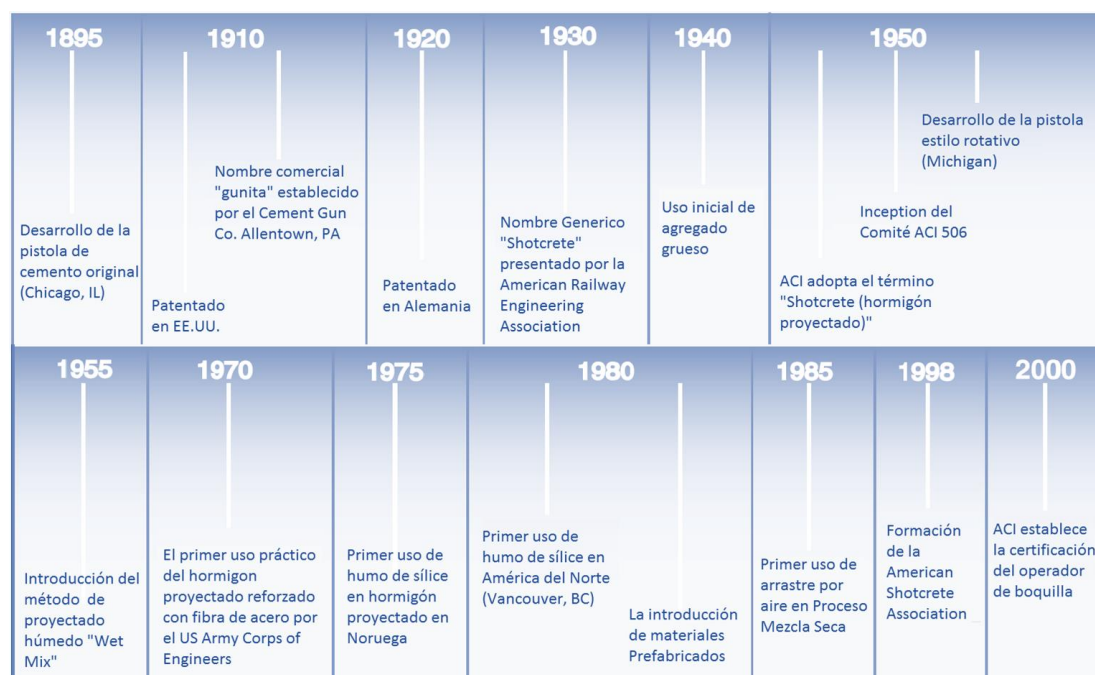 1895
Desarrollo de la
pistola de
cemento original
(Chicago, IL)
1910
Patentado
en EE.UU.
Nombre comercial
"gunita" establecido
por el Cement Gun
Co. Allentown, PA
1920
Patentado
en Alemania
1930
Nombre Generico
"Shotcrete"
presentado por la
American Railway
Engineering
Association
1940
Uso inicial de
agregado
grueso
1950
ACI adopta el término
"Shotcrete (hormigón
proyectado)"
Inception del
Comité ACI 506
Desarrollo de la pistola
estilo rotativo
(Michigan)
1955
Introducción del
método de
proyectado
húmedo "Wet
Mix"
1970
El primer uso práctico
del hormigon
proyectado reforzado
con fibra de acero por
el US Army Corps of
Engineers
1975
Primer uso de
humo de sílice
en hormigón
proyectado en
Noruega
1980
Primer uso de
humo de sílice en
América del Norte
(Vancouver, BC)
La introducción
de materiales
Prefabricados
1985
Primer uso de
arrastre por
aire en Proceso
Mezcla Seca
1998
Formación
de la
American
Shotcrete
Association
2000
ACI establece
la certificación
del operador
de boquilla